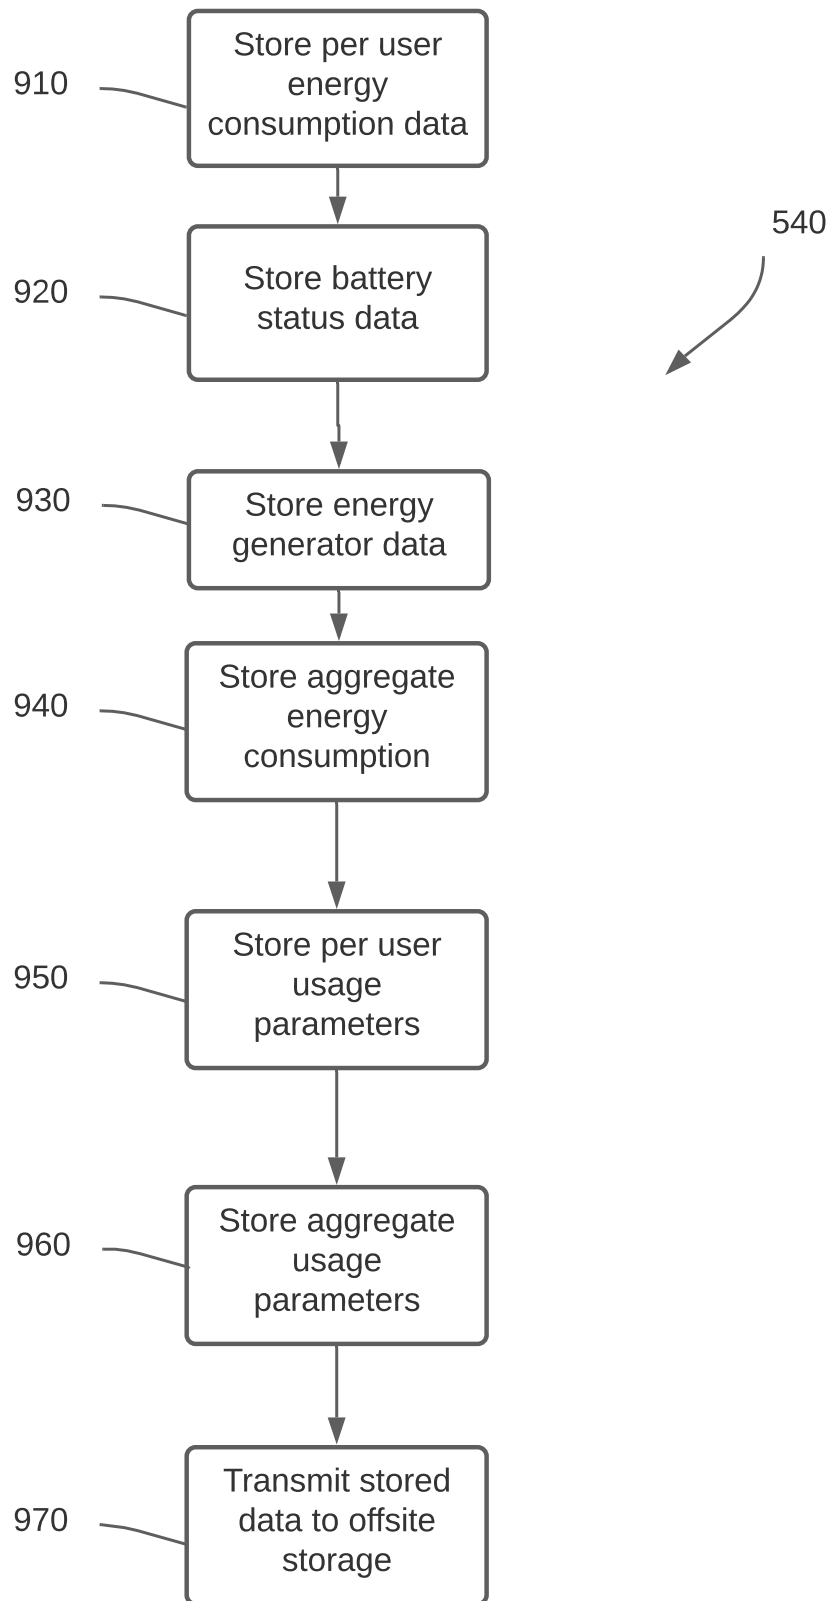 Store per user
energy
consumption data
910
540
Store battery
status data
920
Store energy
generator data
930
Store aggregate
energy
consumption
940
Store per user
usage
parameters
950
Store aggregate
usage
parameters
960
Transmit stored
data to offsite
storage
970